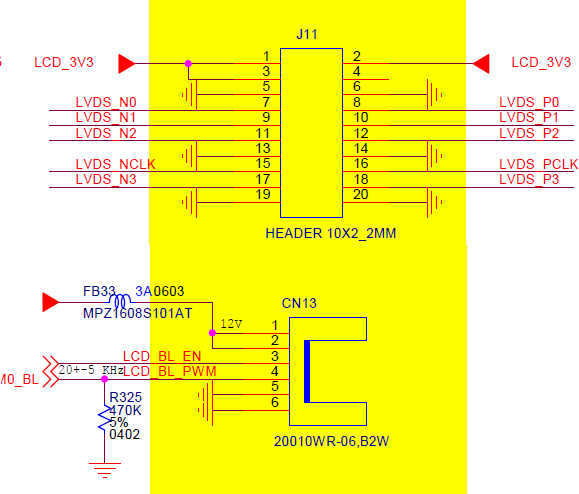 J11
LCD_3V3 1 2 LCD_3V3
3 4
5 6
LVDS_N0 7 8 LVDS_P0
LVDS_N1 9 10 LVDS_P1
LVDS_N2 11 12 LVDS_P2
13 14
LVDS_NCLK 15 16 LVDS_PCLK
LVDS_N3 17 18 LVDS_P3
19 20
HEADER 10X2_2MM
FB33 3A0603
MPZ1608S101AT
CN13
12V 1
2
LCD_BL_EN 3
20+-5 KHz LCD_BL_PWM 4
M0_BL
5
6
R325
470K
5%
0402
20010WR-06,B2W